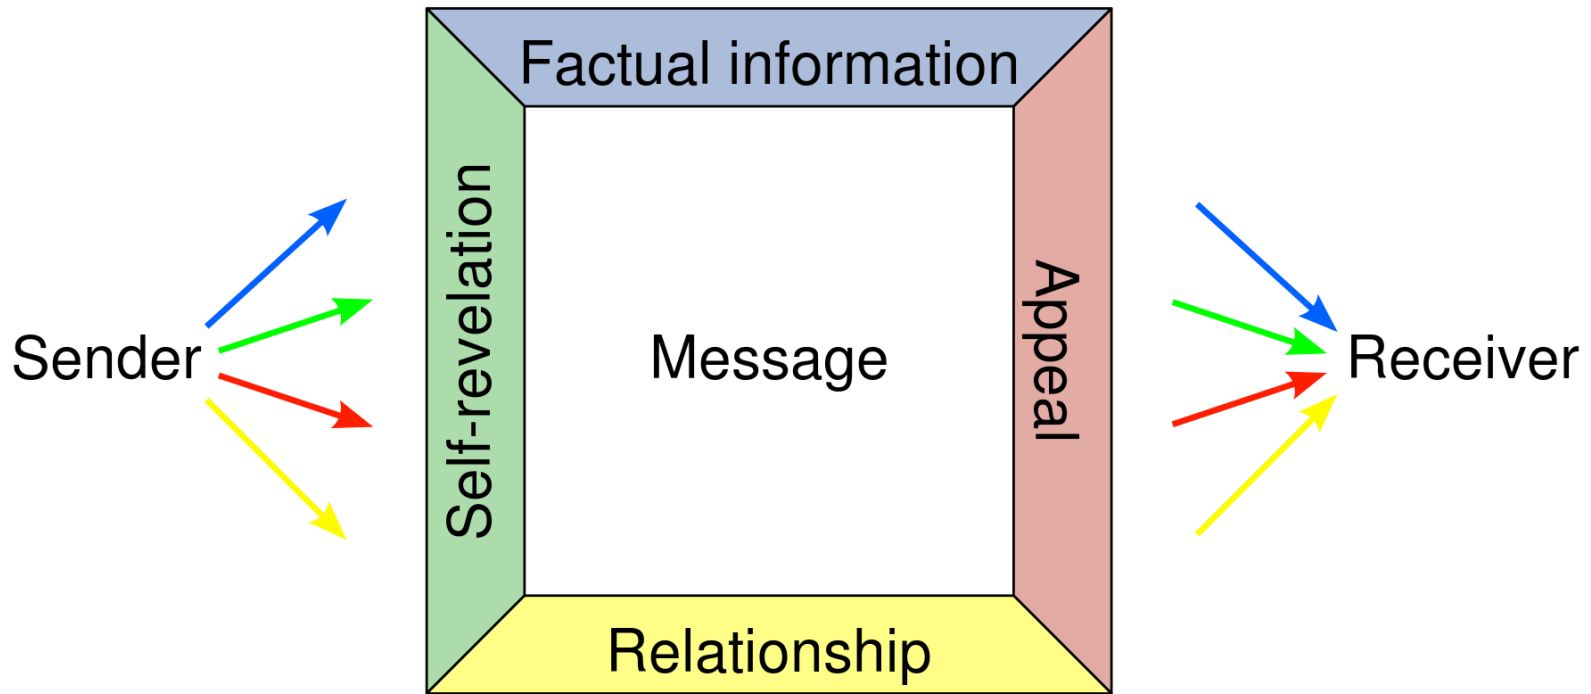 Factual information
Sender
Self-revelation
Message
Appeal
Receiver
Relationship